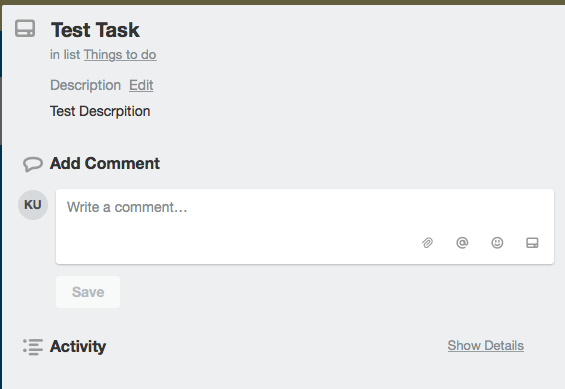 Test Task
in list Things to do
Description Edit
Test Descrpition
Add Comment
KU
Write a comment…
@
Save
Activity
Show Details